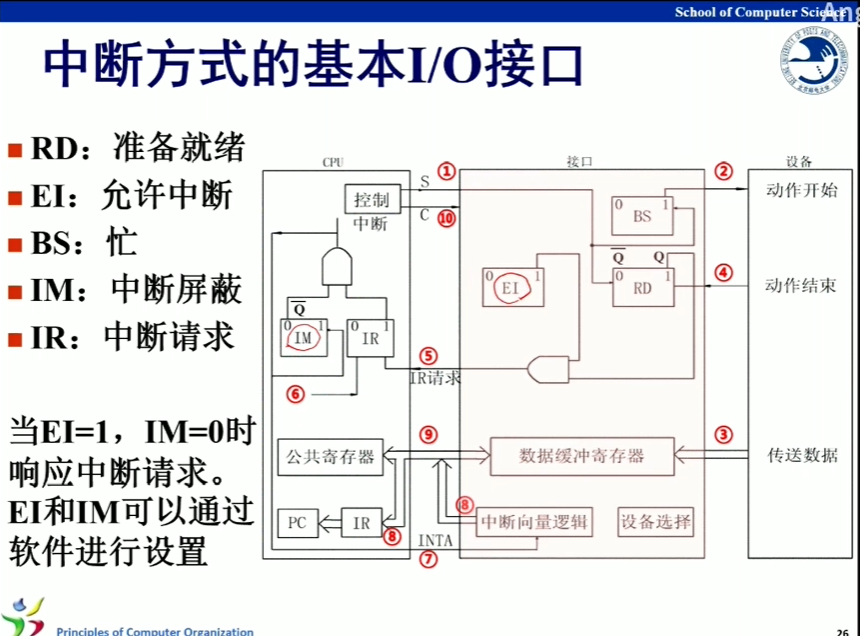 School of Computer Science
Ang
中断方式的基本I/O接口
RD：准备就绪
EI：允许中断
BS：忙
IM：中断屏蔽
IR：中断请求
当EI=1，IM=0时
响应中断请求。
EI和IM可以通过
软件进行设置
CPU
接口
设备
控制
中断
S
①
C
⑩
②
动作开始
0 1
BS
Q̅ Q
0 1
EI
0 1
RD
④
动作结束
Q̅
0 1
IM
0 1
IR
⑤
IR请求
⑥
公共寄存器
⑨
数据缓冲寄存器
③
传送数据
PC
IR
⑧
⑧
中断向量逻辑
设备选择
INTA
⑦
Principles of Computer Organization
26